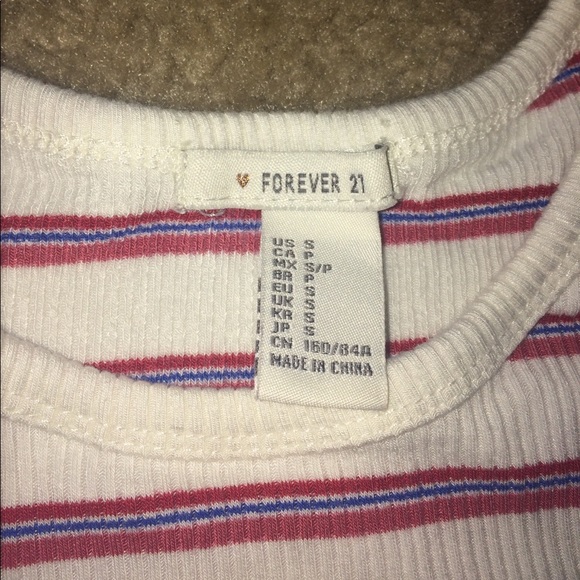 FOREVER 21
US S
CA P
MX S/P
BR P
EU S
UK S
KR S
JP S
CN 160/84A
MADE IN CHINA